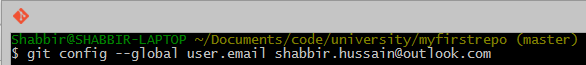 Shabbir@SHABBIR-LAPTOP ~/Documents/code/university/myfirstrepo (master)
$ git config --global user.email shabbir.hussain@outlook.com